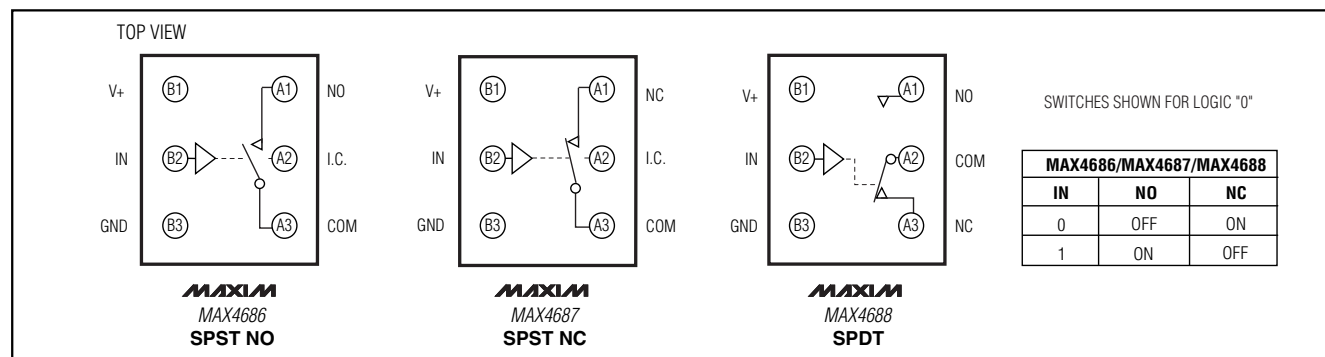 TOP VIEW
V+ B1 A1 NO
IN B2 A2 I.C.
GND B3 A3 COM
MAXIM
MAX4686
SPST NO
V+ B1 A1 NC
IN B2 A2 I.C.
GND B3 A3 COM
MAXIM
MAX4687
SPST NC
V+ B1 A1 NO
IN B2 A2 COM
GND B3 A3 NC
MAXIM
MAX4688
SPDT
SWITCHES SHOWN FOR LOGIC "0"
MAX4686/MAX4687/MAX4688
IN NO NC
0 OFF ON
1 ON OFF